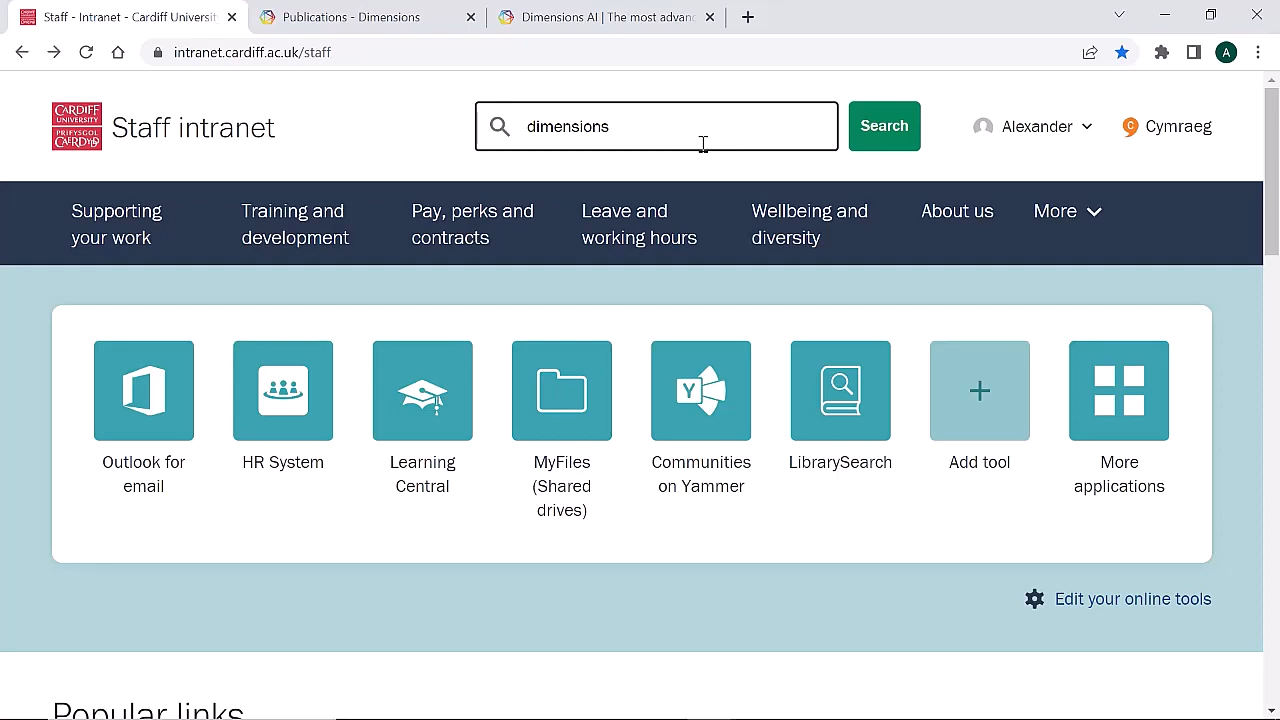 Staff - Intranet - Cardiff Universit
Publications - Dimensions
Dimensions AI | The most advanc
intranet.cardiff.ac.uk/staff
A
CARDIFF
UNIVERSITY
PRIFYSGOL
CAERDYDD
Staff intranet
dimensions
Search
Alexander
C
Cymraeg
Supporting
your work
Training and
development
Pay, perks and
contracts
Leave and
working hours
Wellbeing and
diversity
About us
More
Y
Outlook for
email
HR System
Learning
Central
MyFiles
(Shared
drives)
Communities
on Yammer
LibrarySearch
Add tool
More
applications
Edit your online tools
Popular links